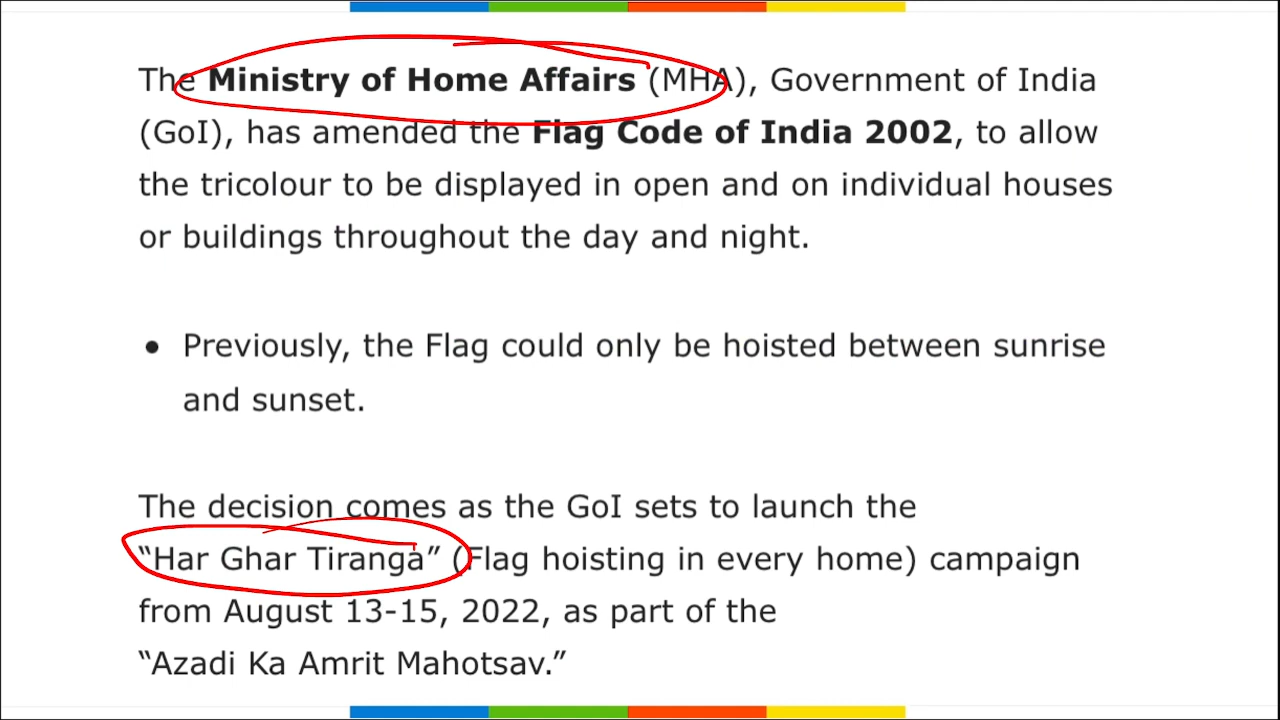 The Ministry of Home Affairs (MHA), Government of India
(GoI), has amended the Flag Code of India 2002, to allow
the tricolour to be displayed in open and on individual houses
or buildings throughout the day and night.
● Previously, the Flag could only be hoisted between sunrise
and sunset.
The decision comes as the GoI sets to launch the
“Har Ghar Tiranga” (Flag hoisting in every home) campaign
from August 13-15, 2022, as part of the
“Azadi Ka Amrit Mahotsav.”